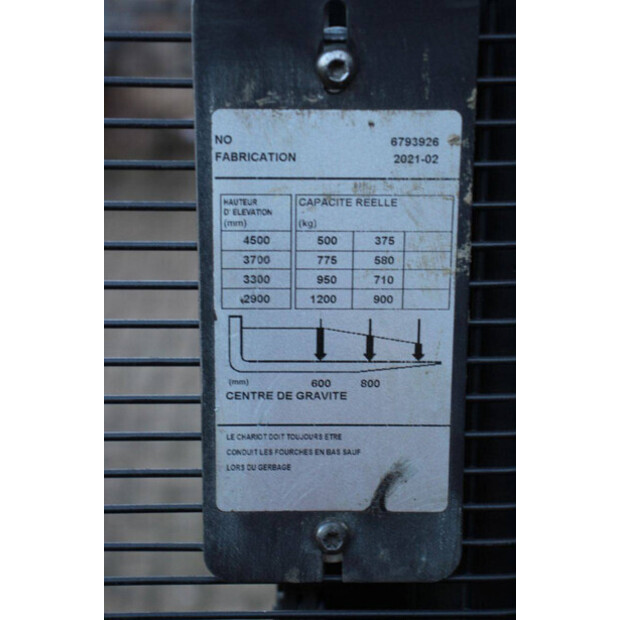 NO 6793926
FABRICATION 2021-02
HAUTEUR CAPACITE REELLE
D' ELEVATION
(mm) (kg)
4500 500 375
3700 775 580
3300 950 710
2900 1200 900
(mm) 600 800
CENTRE DE GRAVITE
LE CHARIOT DOIT TOUJOURS ETRE
CONDUIT LES FOURCHES EN BAS SAUF
LORS DU GERBAGE